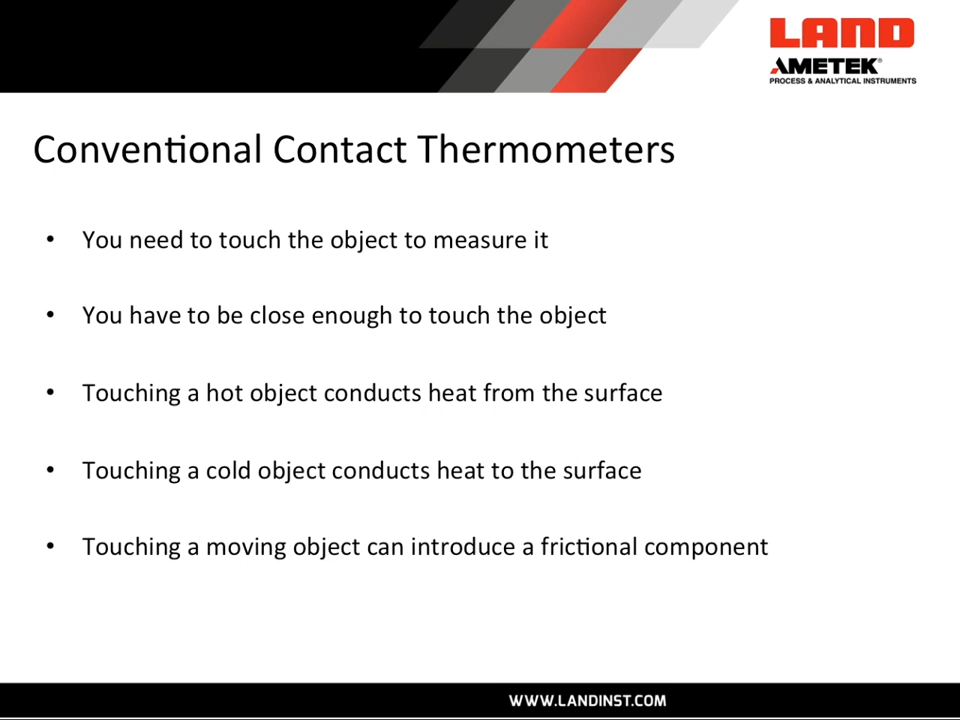 LAND
AMETEK®
PROCESS & ANALYTICAL INSTRUMENTS
Conventional Contact Thermometers
• You need to touch the object to measure it
• You have to be close enough to touch the object
• Touching a hot object conducts heat from the surface
• Touching a cold object conducts heat to the surface
• Touching a moving object can introduce a frictional component
WWW.LANDINST.COM